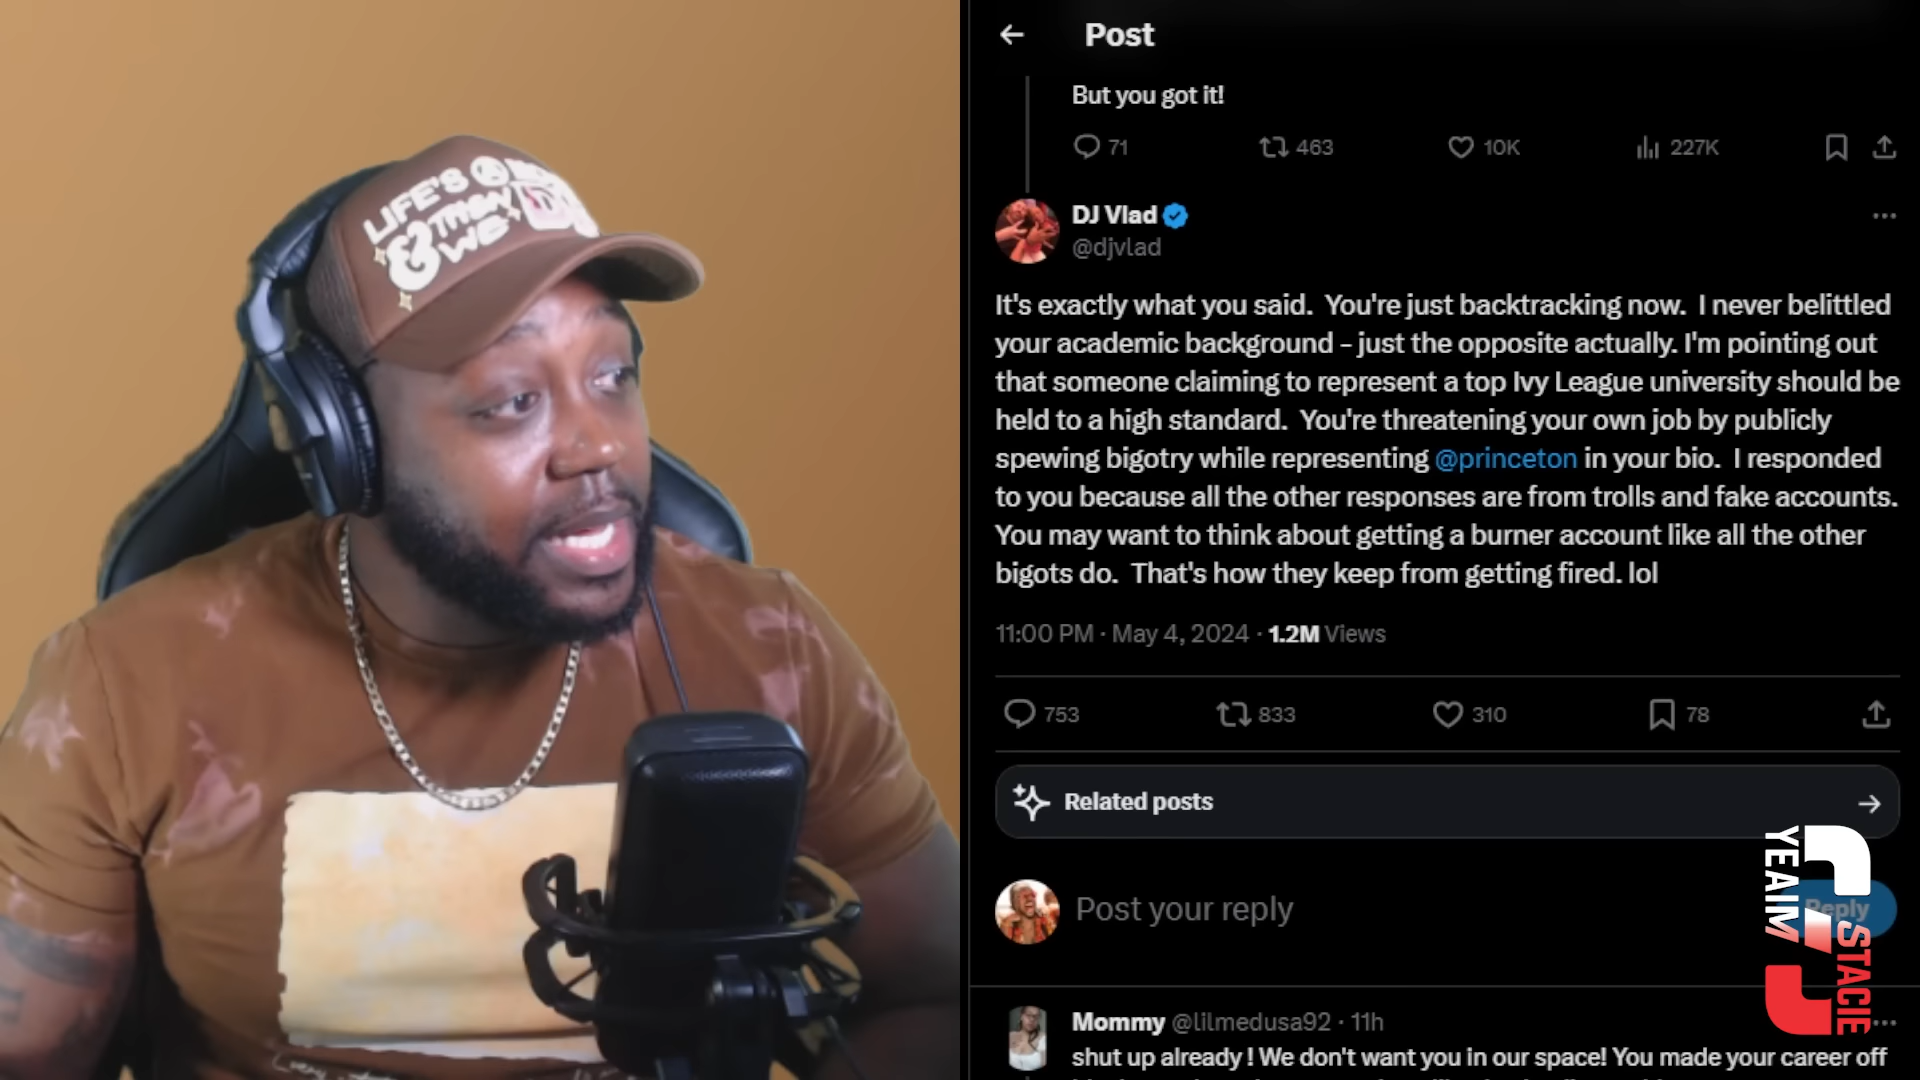 LIFE'S
& THAN
WE
Post
But you got it!
71 463 10K 227K
DJ Vlad
@djvlad
It's exactly what you said. You're just backtracking now. I never belittled
your academic background – just the opposite actually. I'm pointing out
that someone claiming to represent a top Ivy League university should be
held to a high standard. You're threatening your own job by publicly
spewing bigotry while representing @princeton in your bio. I responded
to you because all the other responses are from trolls and fake accounts.
You may want to think about getting a burner account like all the other
bigots do. That's how they keep from getting fired. lol
11:00 PM · May 4, 2024 · 1.2M Views
753 833 310 78
Related posts
Post your reply
Reply
YEAIM
STACIE
Mommy @lilmedusa92 · 11h
shut up already ! We don't want you in our space! You made your career off